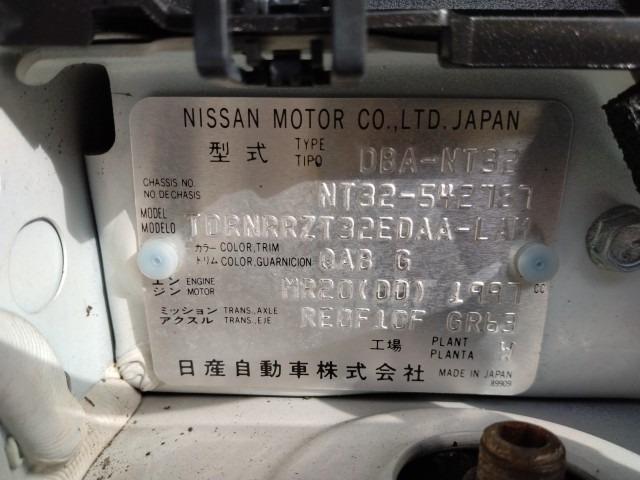 NISSAN MOTOR CO.,LTD. JAPAN
型式 TYPE TIPO DBA-NT32
CHASSIS NO. NO DE CHASIS NT32-542727
MODEL MODELO
カラー COLOR,TRIM
トリム COLOR,GUARNICION QAB G
エンジン ENGINE MOTOR MR20(DD) 1997 CC
ミッション TRANS.,AXLE
アクスル TRANS.,EJE RE0F10F GR63
工場 PLANT PLANTA W
日産自動車株式会社 MADE IN JAPAN
89909